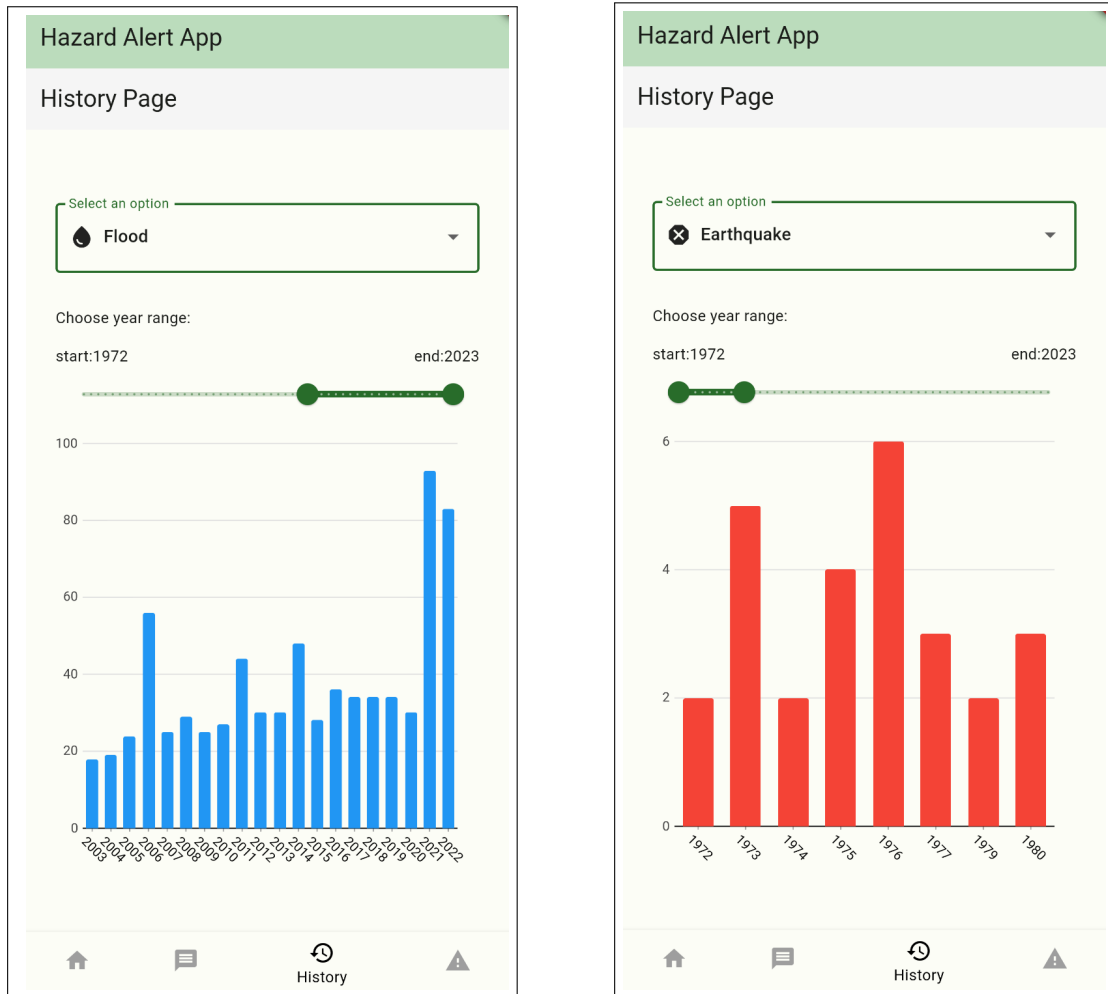 Hazard Alert App
History Page
Select an option
Flood
Choose year range:
start:1972 end:2023
100
80
60
40
20
0
2003 2004 2005 2006 2007 2008 2009 2010 2011 2012 2013 2014 2015 2016 2017 2018 2019 2020 2021 2022
History
Hazard Alert App
History Page
Select an option
Earthquake
Choose year range:
start:1972 end:2023
6
4
2
0
1972 1973 1974 1975 1976 1977 1979 1980
History